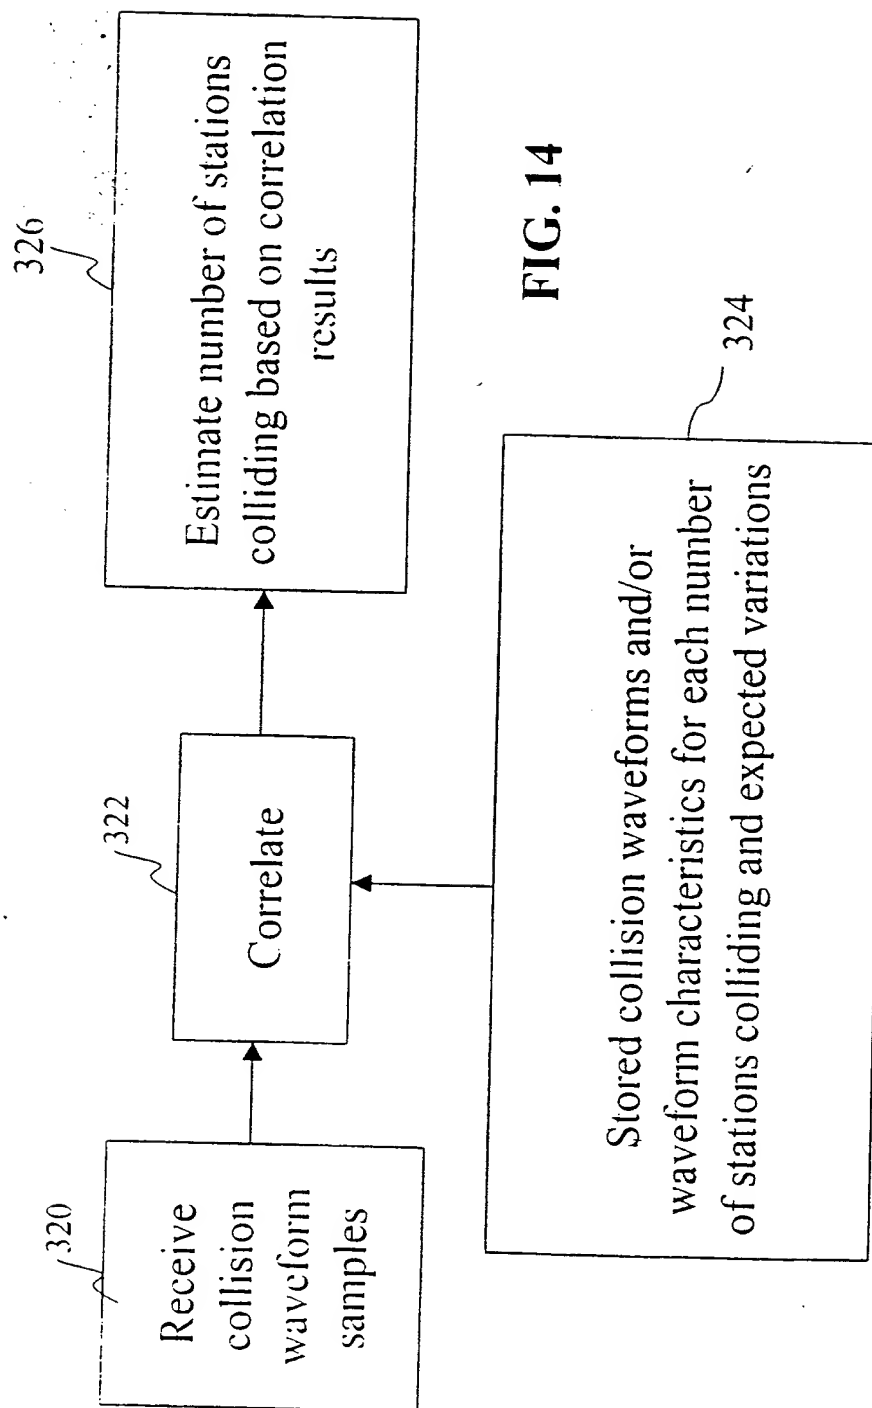 320
Receive
collision
waveform
samples
322
Correlate
326
Estimate number of stations
colliding based on correlation
results
Stored collision waveforms and/or
waveform characteristics for each number
of stations colliding and expected variations
324
FIG. 14